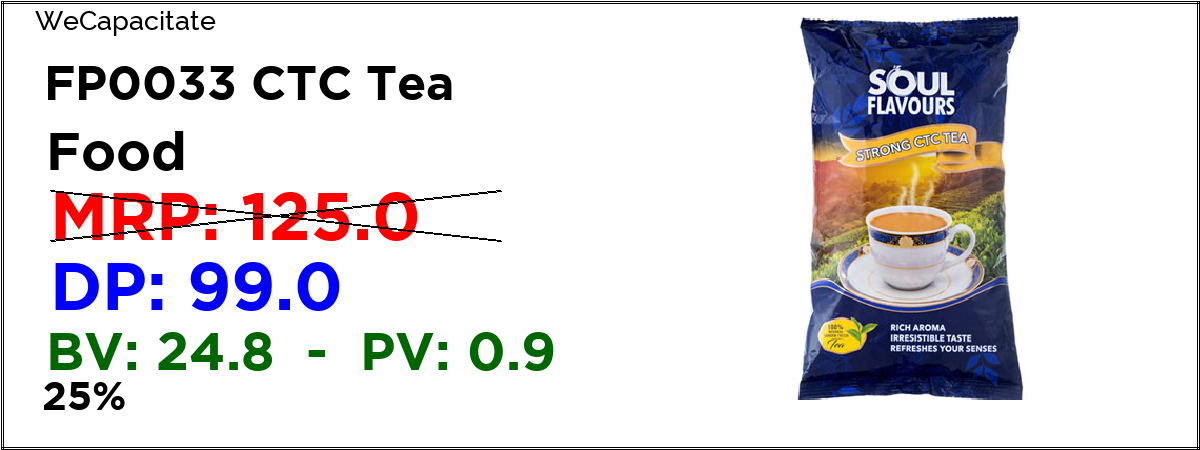 WeCapacitate
FP0033 CTC Tea
Food
MRP: 125.0
DP: 99.0
BV: 24.8 - PV: 0.9
25%
SOUL
FLAVOURS
STRONG CTC TEA
100%
Tea
RICH AROMA
IRRESISTIBLE TASTE
REFRESHES YOUR SENSES